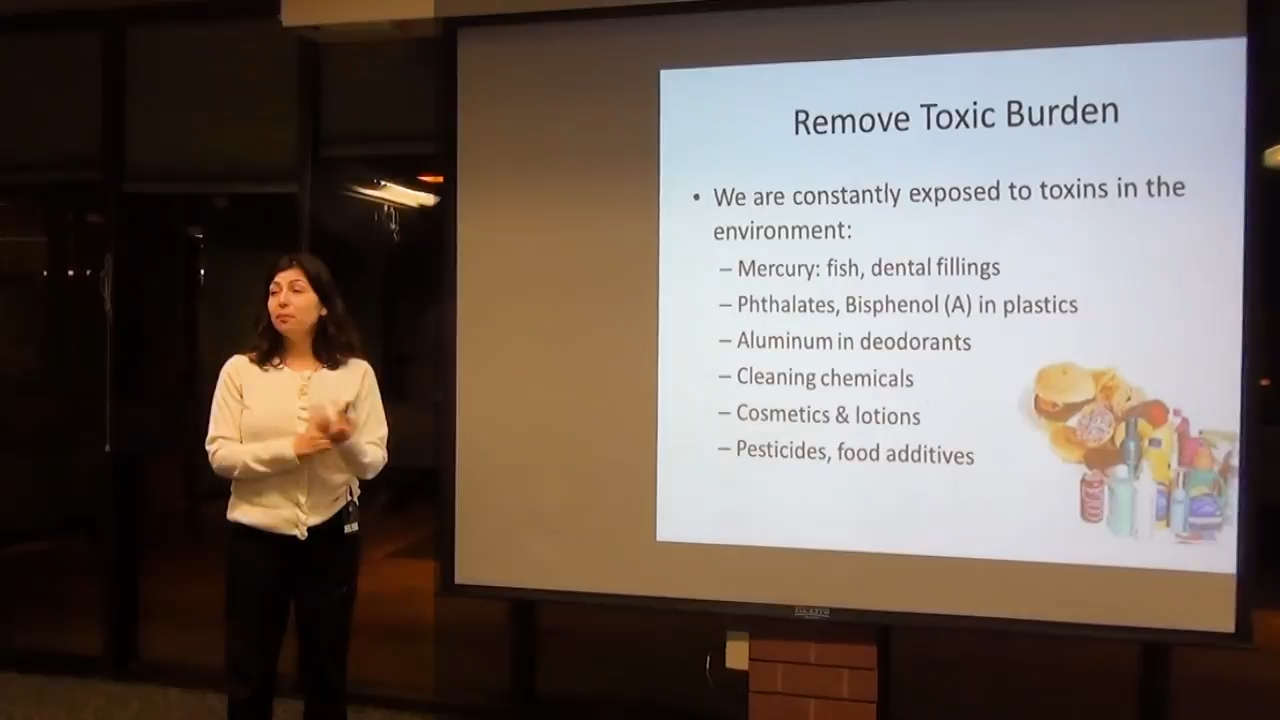 Remove Toxic Burden
• We are constantly exposed to toxins in the
environment:
– Mercury: fish, dental fillings
– Phthalates, Bisphenol (A) in plastics
– Aluminum in deodorants
– Cleaning chemicals
– Cosmetics & lotions
– Pesticides, food additives